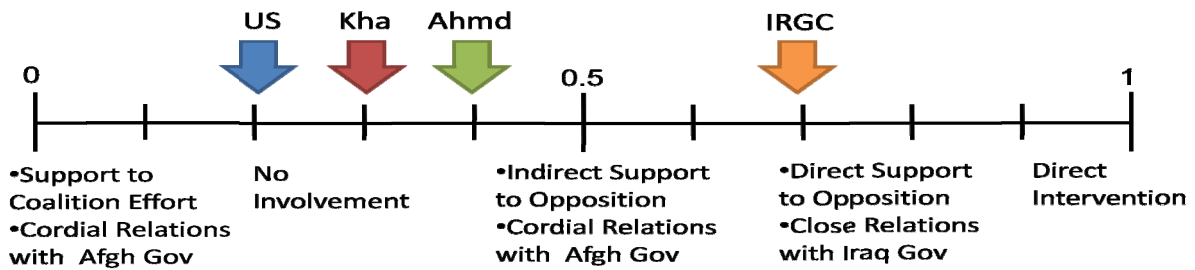 US Kha Ahmd IRGC
0 0.5 1
•Support to
Coalition Effort
•Cordial Relations
with Afgh Gov
No
Involvement
•Indirect Support
to Opposition
•Cordial Relations
with Afgh Gov
•Direct Support
to Opposition
•Close Relations
with Iraq Gov
Direct
Intervention